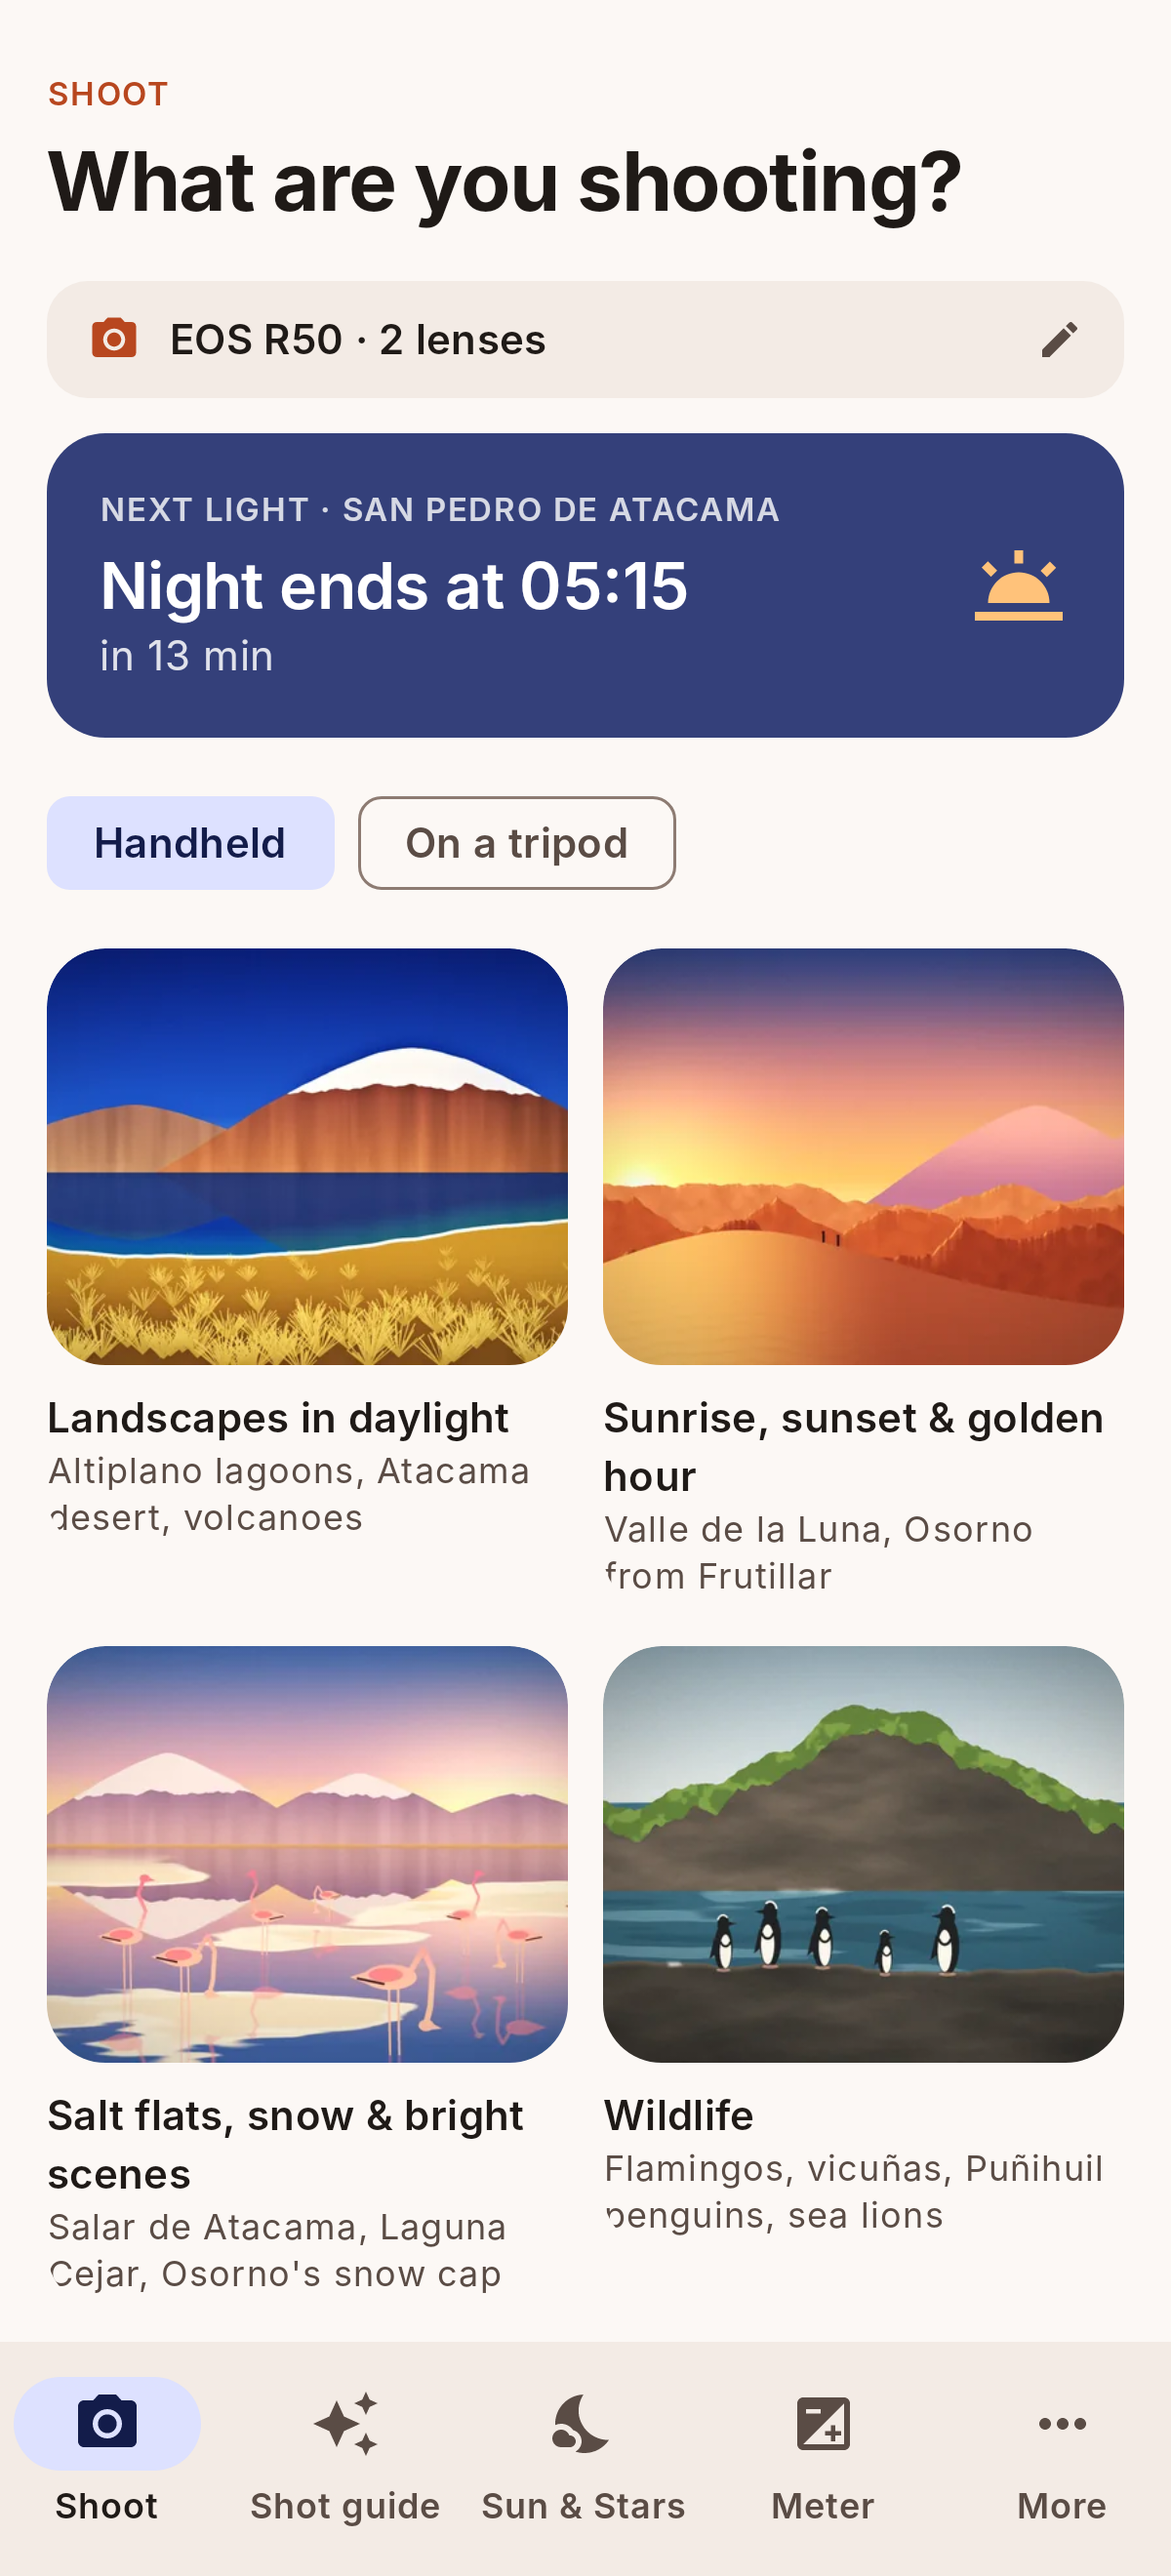 SHOOT
What are you shooting?
EOS R50 · 2 lenses
NEXT LIGHT · SAN PEDRO DE ATACAMA
Night ends at 05:15
in 13 min
Handheld
On a tripod
Landscapes in daylight
Altiplano lagoons, Atacama
desert, volcanoes
Sunrise, sunset & golden
hour
Valle de la Luna, Osorno
from Frutillar
Salt flats, snow & bright
scenes
Salar de Atacama, Laguna
Cejar, Osorno's snow cap
Wildlife
Flamingos, vicuñas, Puñihuil
penguins, sea lions
Shoot
Shot guide
Sun & Stars
Meter
More